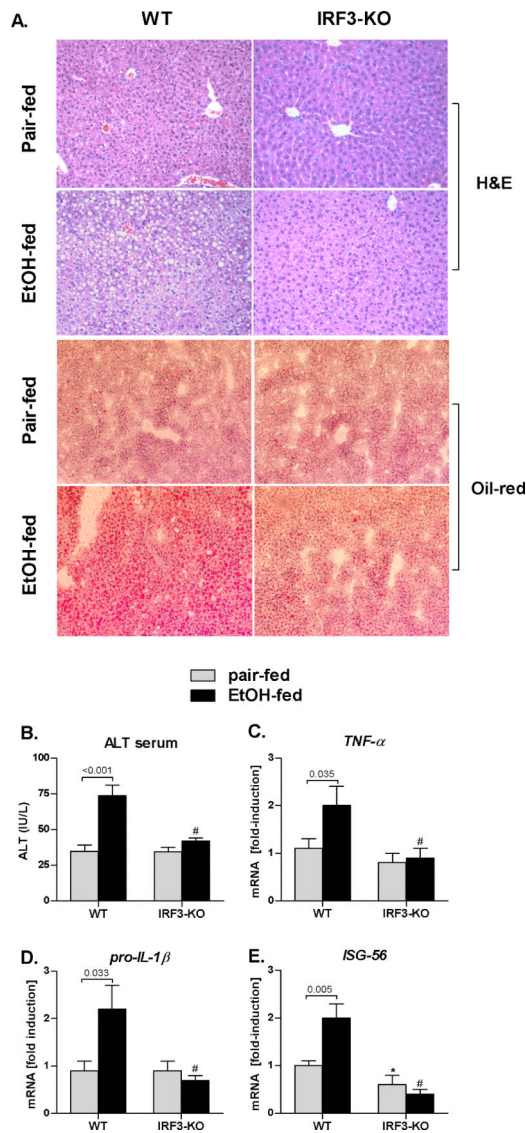 A.
WT IRF3-KO
Pair-fed
EtOH-fed
H&E
Pair-fed
EtOH-fed
Oil-red
pair-fed
EtOH-fed
B. ALT serum
ALT (IU/L)
100
75
50
25
0
<0.001
#
WT IRF3-KO
C. TNF-α
mRNA [fold-induction]
3
2
1
0
0.035
#
WT IRF3-KO
D. pro-IL-1β
mRNA [fold induction]
3
2
1
0
0.033
#
WT IRF3-KO
E. ISG-56
mRNA [fold-induction]
3
2
1
0
0.005
*
#
WT IRF3-KO